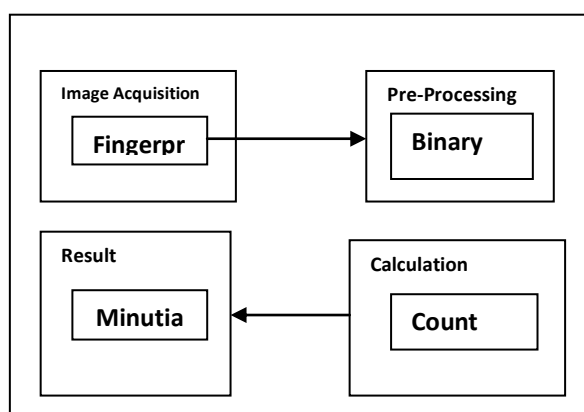 Image Acquisition
Fingerpr
Pre-Processing
Binary
Result
Minutia
Calculation
Count